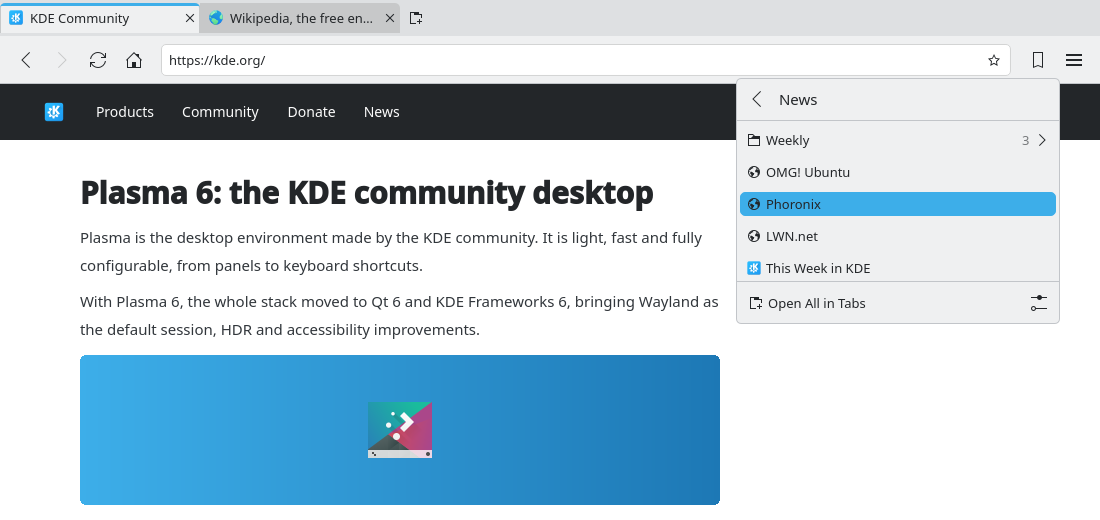 KDE Community
Wikipedia, the free en...
https://kde.org/
Products Community Donate News
News
Weekly 3
OMG! Ubuntu
Phoronix
LWN.net
This Week in KDE
Open All in Tabs
Plasma 6: the KDE community desktop
Plasma is the desktop environment made by the KDE community. It is light, fast and fully
configurable, from panels to keyboard shortcuts.
With Plasma 6, the whole stack moved to Qt 6 and KDE Frameworks 6, bringing Wayland as
the default session, HDR and accessibility improvements.